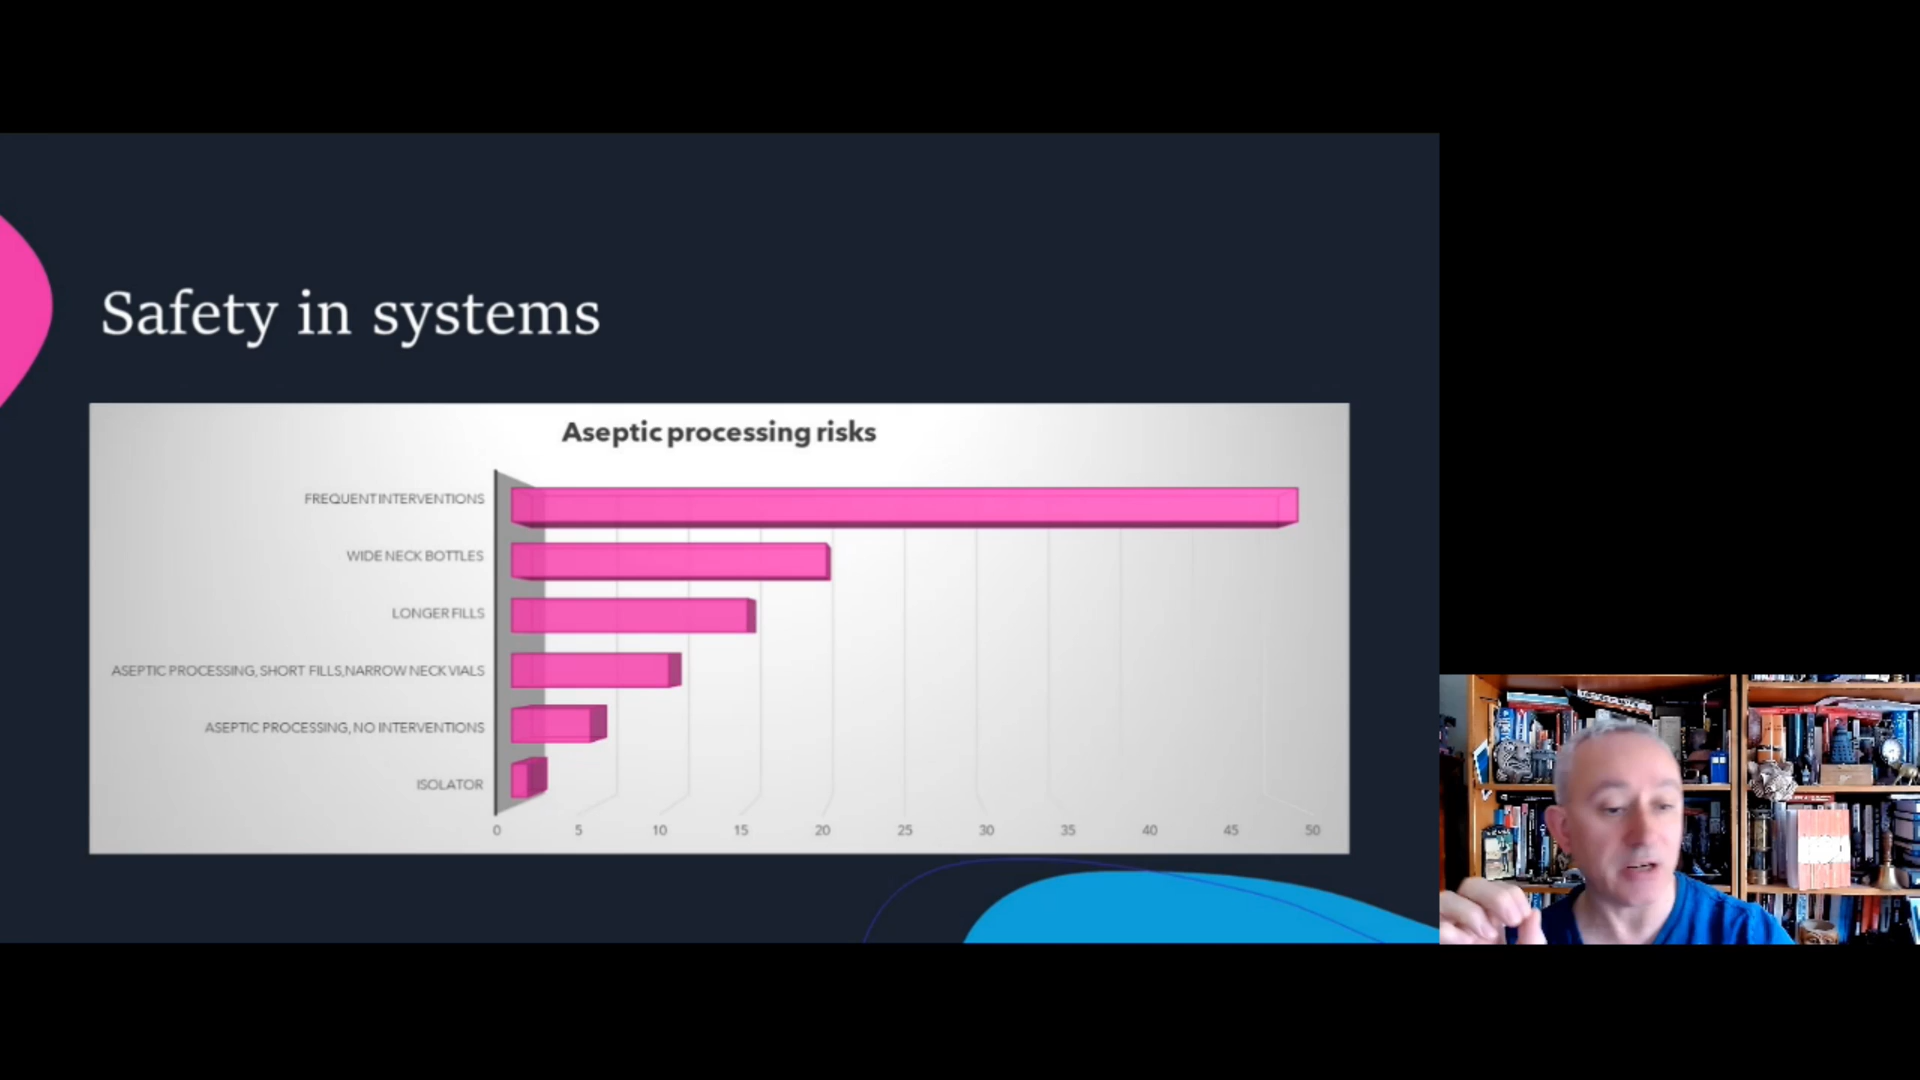 Safety in systems
Aseptic processing risks
FREQUENT INTERVENTIONS
WIDE NECK BOTTLES
LONGER FILLS
ASEPTIC PROCESSING, SHORT FILLS,NARROW NECK VIALS
ASEPTIC PROCESSING, NO INTERVENTIONS
ISOLATOR
0 5 10 15 20 25 30 35 40 45 50